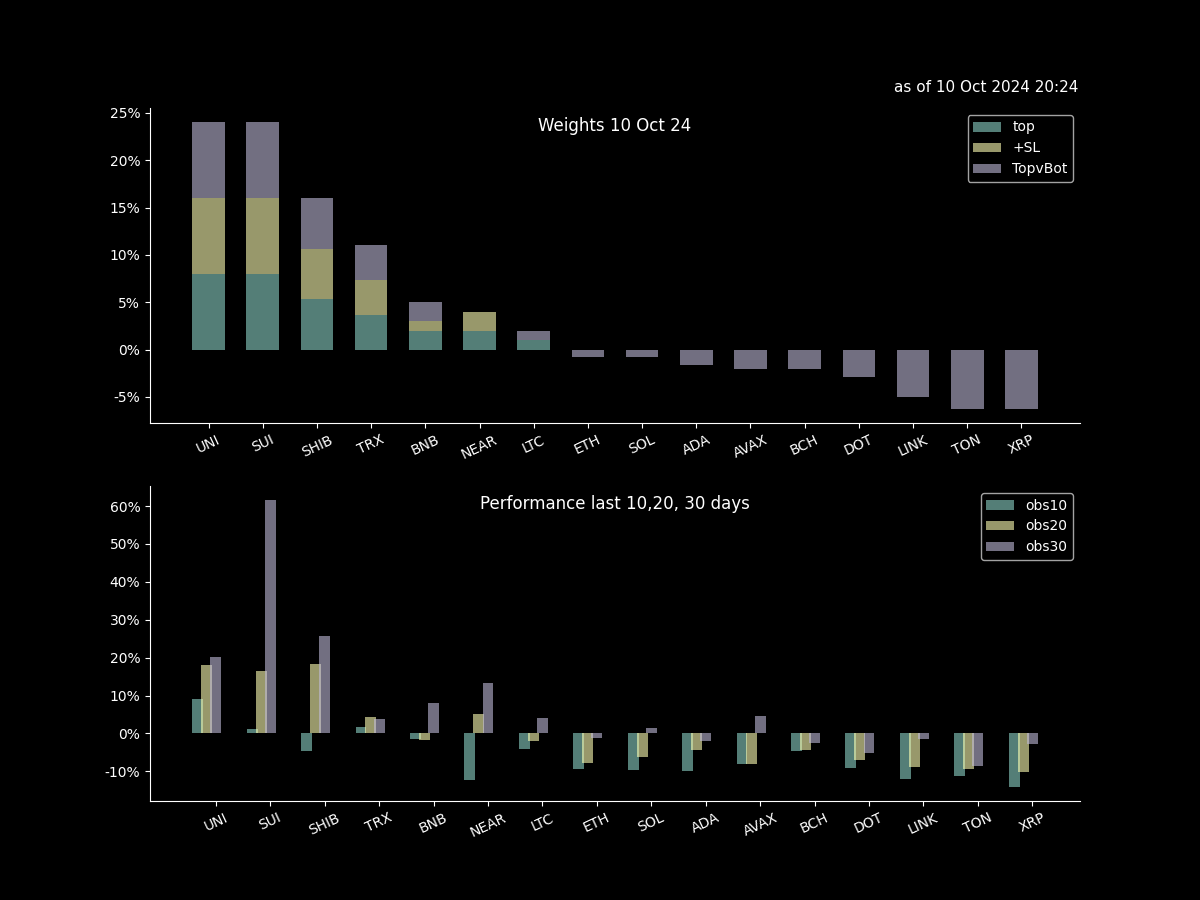 as of 10 Oct 2024 20:24
Weights 10 Oct 24
top
+SL
TopvBot
25%
20%
15%
10%
5%
0%
-5%
UNI SUI SHIB TRX BNB NEAR LTC ETH SOL ADA AVAX BCH DOT LINK TON XRP
Performance last 10,20, 30 days
obs10
obs20
obs30
60%
50%
40%
30%
20%
10%
0%
-10%
UNI SUI SHIB TRX BNB NEAR LTC ETH SOL ADA AVAX BCH DOT LINK TON XRP